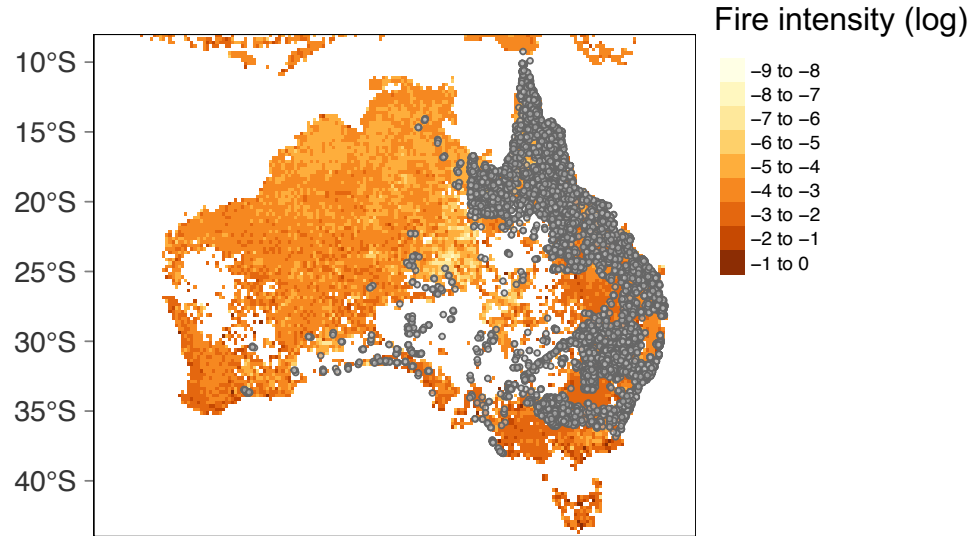 Fire intensity (log)
−9 to −8
−8 to −7
−7 to −6
−6 to −5
−5 to −4
−4 to −3
−3 to −2
−2 to −1
−1 to 0
10°S
15°S
20°S
25°S
30°S
35°S
40°S